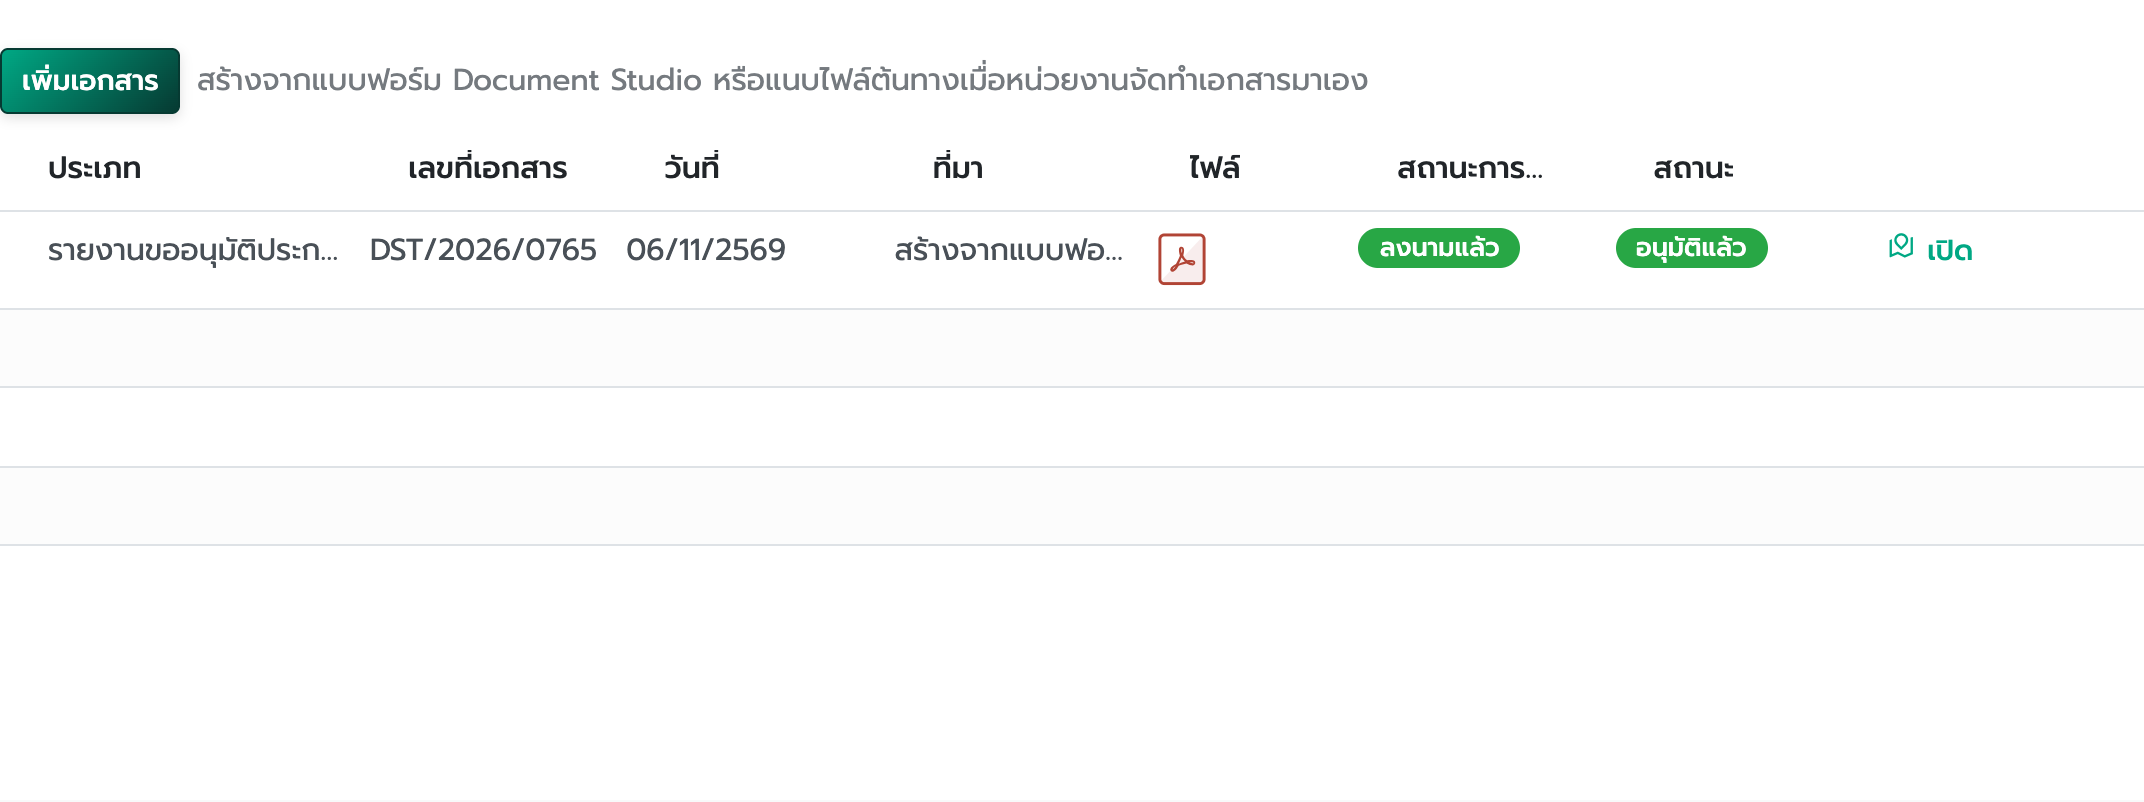 เพิ่มเอกสาร สร้างจากแบบฟอร์ม Document Studio หรือแนบไฟล์ต้นทางเมื่อหน่วยงานจัดทำเอกสารมาเอง
ประเภท เลขที่เอกสาร วันที่ ที่มา ไฟล์ สถานะการ... สถานะ
รายงานขออนุมัติประก... DST/2026/0765 06/11/2569 สร้างจากแบบฟอ... ลงนามแล้ว อนุมัติแล้ว เปิด